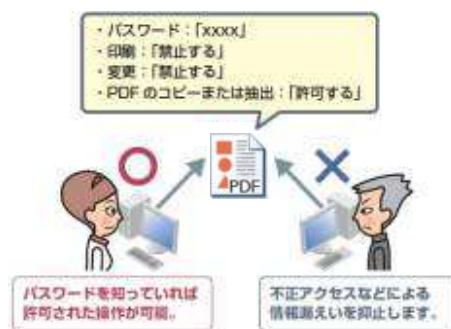 ・パスワード：「xxxx」
・印刷：「禁止する」
・変更：「禁止する」
・PDFのコピーまたは抽出：「許可する」
PDF
パスワードを知っていれば
許可された操作が可能。
不正アクセスなどによる
情報漏えいを抑止します。